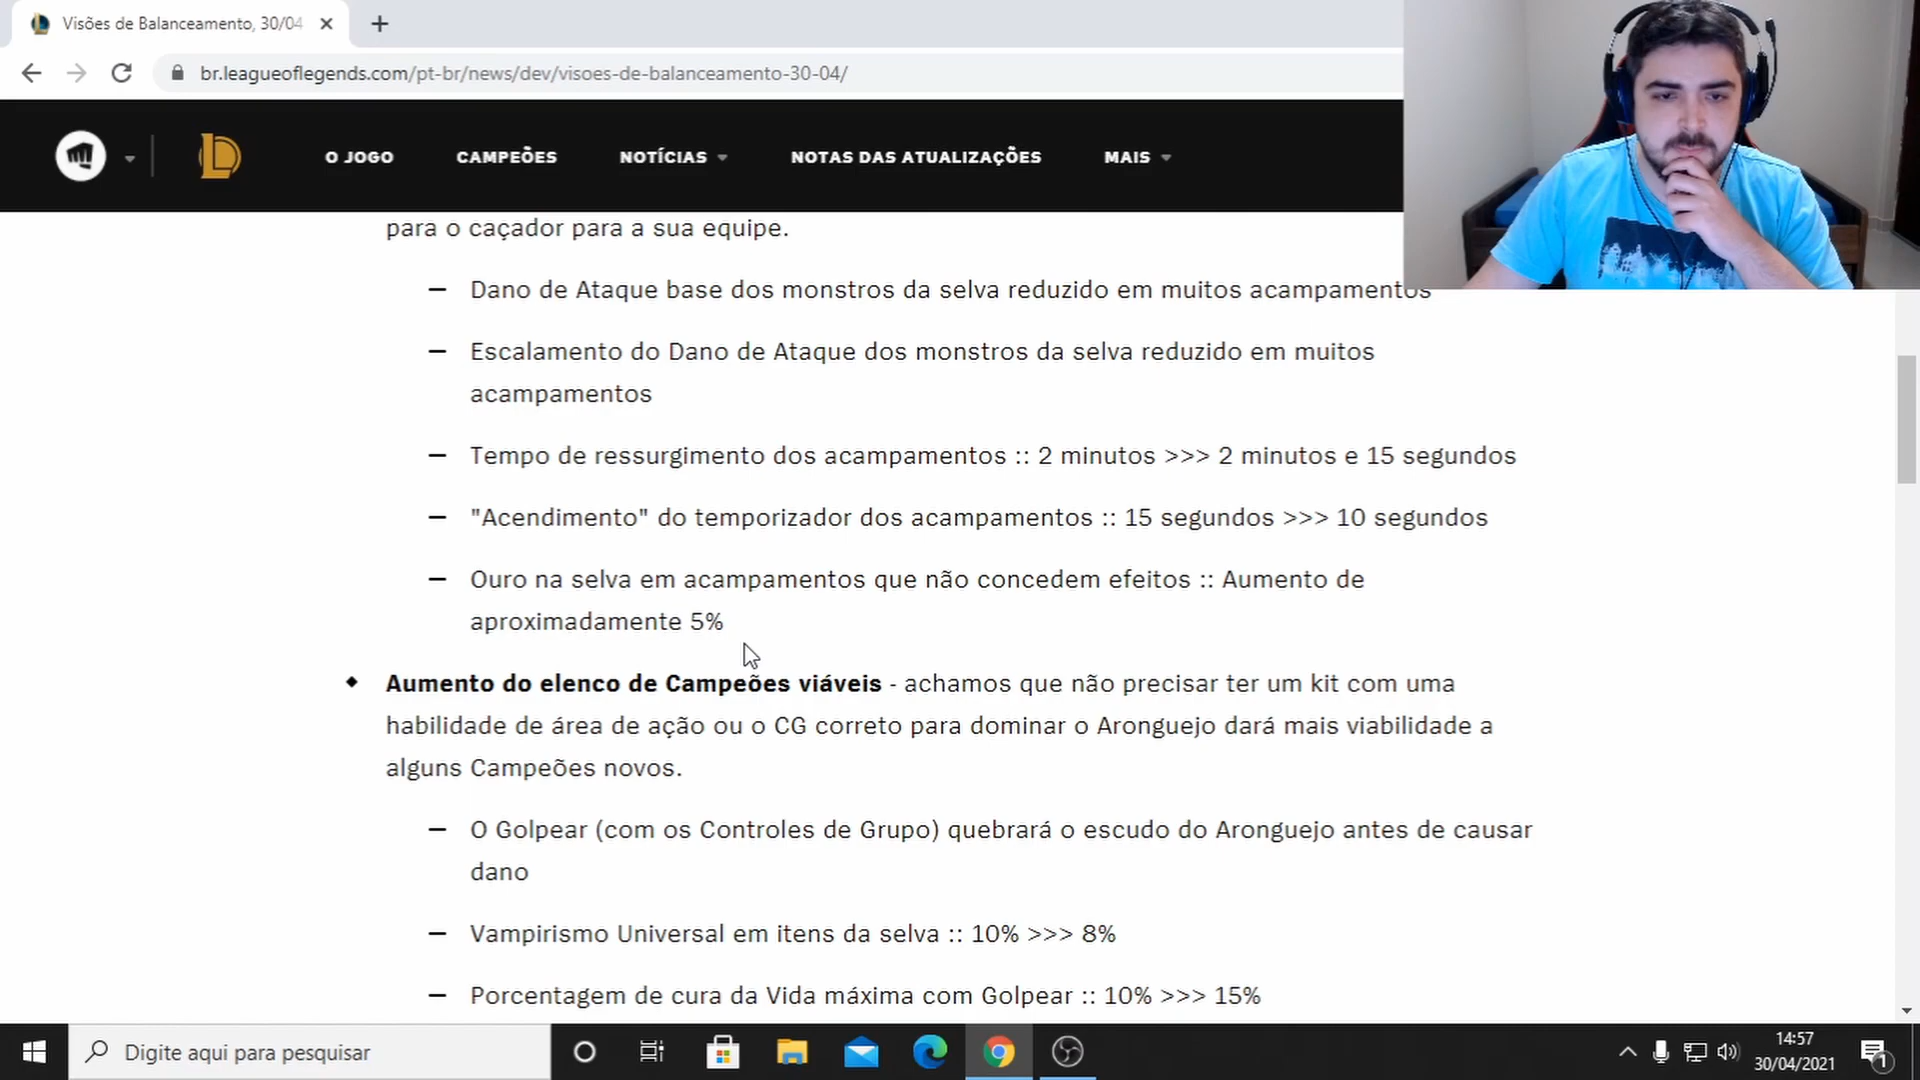 Visões de Balanceamento, 30/04
br.leagueoflegends.com/pt-br/news/dev/visoes-de-balanceamento-30-04/
O JOGO
CAMPEÕES
NOTÍCIAS
NOTAS DAS ATUALIZAÇÕES
MAIS
para o caçador para a sua equipe.
— Dano de Ataque base dos monstros da selva reduzido em muitos acampamentos
— Escalamento do Dano de Ataque dos monstros da selva reduzido em muitos
acampamentos
— Tempo de ressurgimento dos acampamentos :: 2 minutos >>> 2 minutos e 15 segundos
— "Acendimento" do temporizador dos acampamentos :: 15 segundos >>> 10 segundos
— Ouro na selva em acampamentos que não concedem efeitos :: Aumento de
aproximadamente 5%
Aumento do elenco de Campeões viáveis - achamos que não precisar ter um kit com uma
habilidade de área de ação ou o CG correto para dominar o Aronguejo dará mais viabilidade a
alguns Campeões novos.
— O Golpear (com os Controles de Grupo) quebrará o escudo do Aronguejo antes de causar
dano
— Vampirismo Universal em itens da selva :: 10% >>> 8%
— Porcentagem de cura da Vida máxima com Golpear :: 10% >>> 15%
Digite aqui para pesquisar
14:57
30/04/2021
1